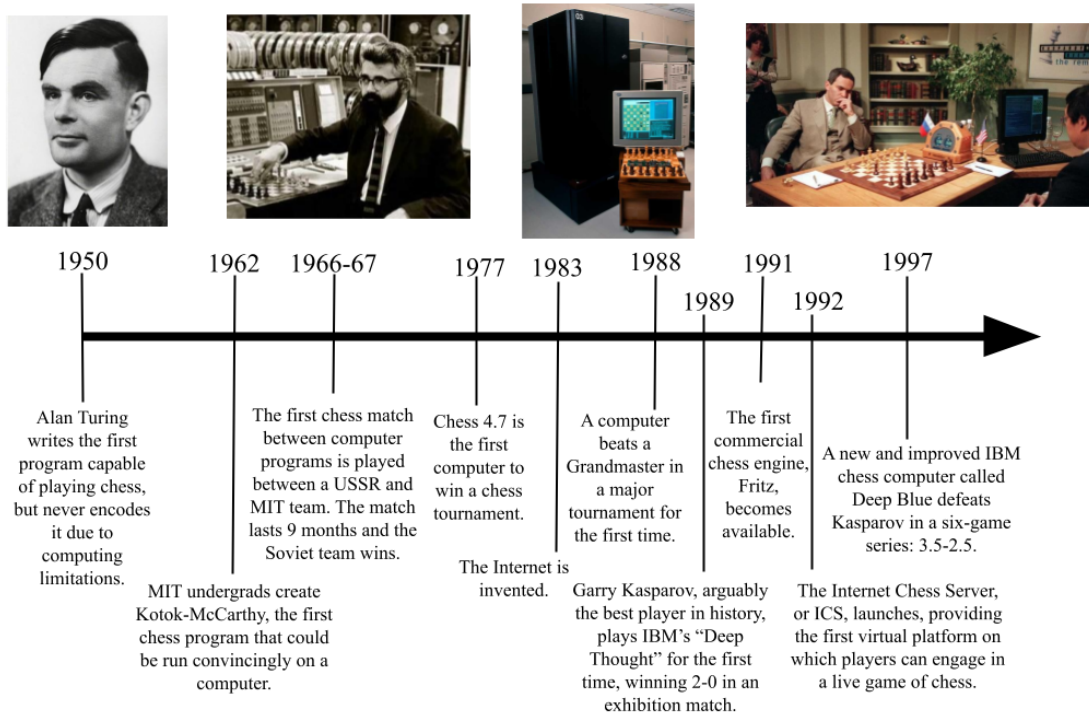 1950
Alan Turing
writes the first
program capable
of playing chess,
but never encodes
it due to
computing
limitations.
1962
MIT undergrads create
Kotok-McCarthy, the first
chess program that could
be run convincingly on a
computer.
1966-67
The first chess match
between computer
programs is played
between a USSR and
MIT team. The match
lasts 9 months and the
Soviet team wins.
1977
Chess 4.7 is
the first
computer to
win a chess
tournament.
1983
The Internet is
invented.
1988
A computer
beats a
Grandmaster in
a major
tournament for
the first time.
1989
Garry Kasparov, arguably
the best player in history,
plays IBM’s “Deep
Thought” for the first
time, winning 2-0 in an
exhibition match.
1991
The first
commercial
chess engine,
Fritz,
becomes
available.
1992
The Internet Chess Server,
or ICS, launches, providing
the first virtual platform on
which players can engage in
a live game of chess.
1997
A new and improved IBM
chess computer called
Deep Blue defeats
Kasparov in a six-game
series: 3.5-2.5.